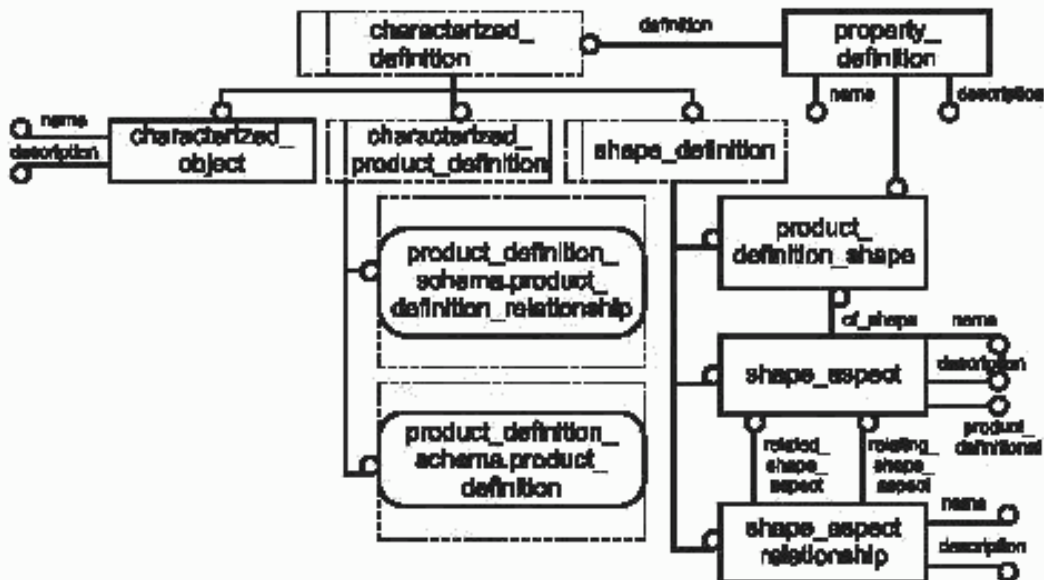 characterized_
definition
definition
property_
definition
name
description
name
description
characterized_
object
characterized_
product_definition
shape_definition
product_definition_
schema.product_
definition_relationship
product_
definition_shape
of_shape
name
shape_aspect
description
product_
definitional
product_definition_
schema.product_
definition
related_
shape_
aspect
relating_
shape_
aspect
name
shape_aspect
relationship
description